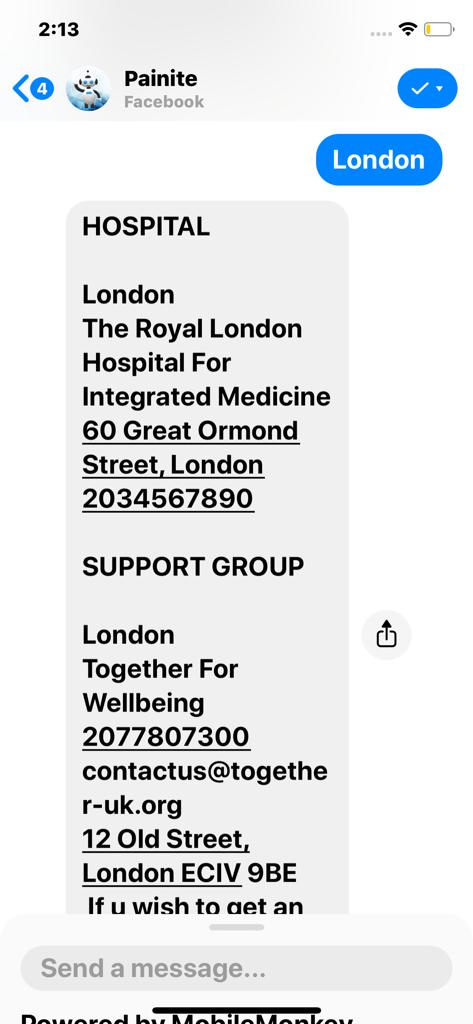 2:13
4
Painite
Facebook
London
HOSPITAL
London
The Royal London
Hospital For
Integrated Medicine
60 Great Ormond
Street, London
2034567890
SUPPORT GROUP
London
Together For
Wellbeing
2077807300
contactus@togethe
r-uk.org
12 Old Street,
London ECIV 9BE
If u wish to get an
Send a message...
Powered by MobileMonkey